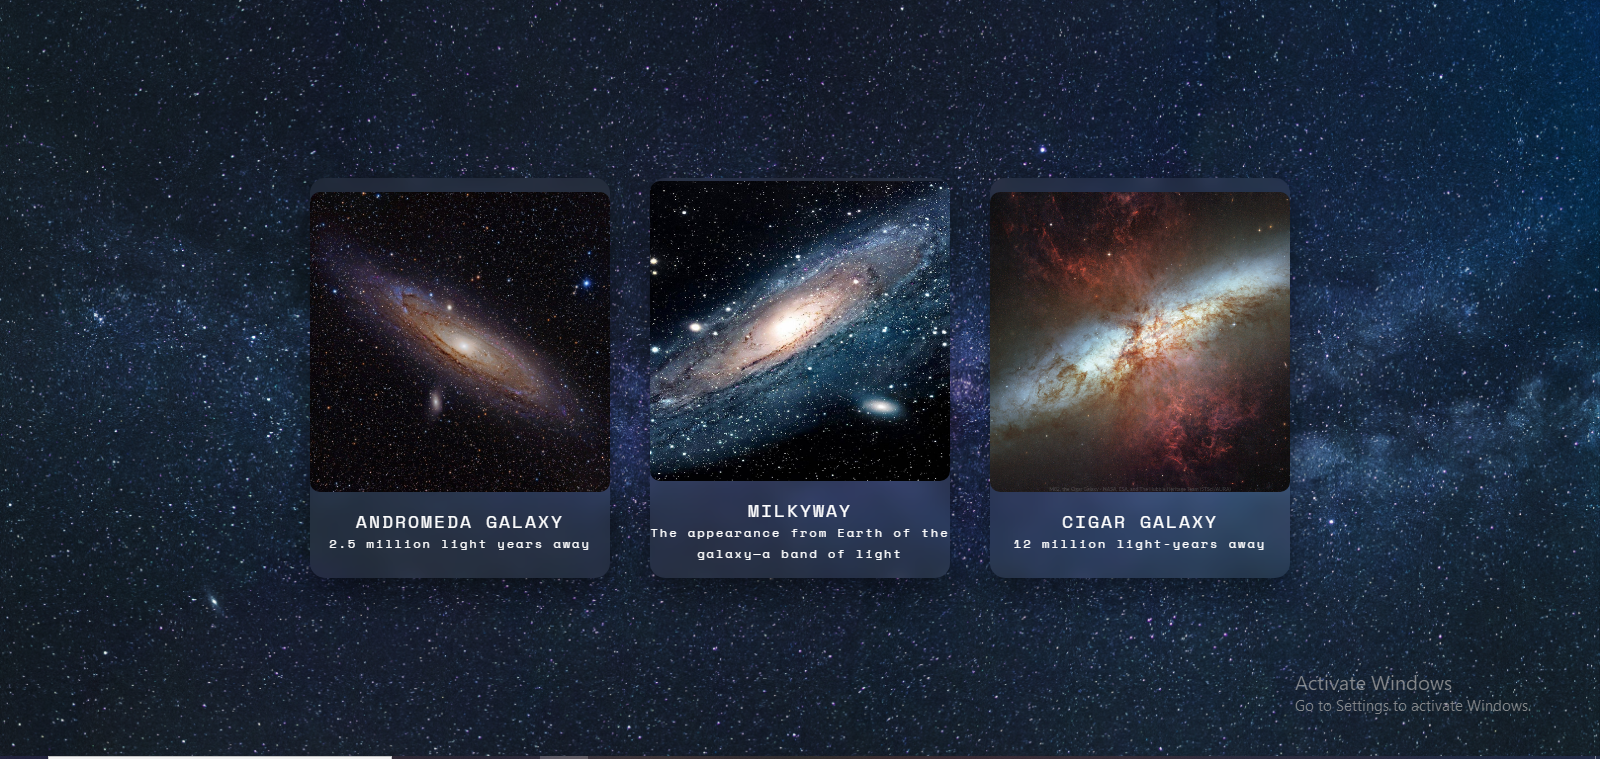 ANDROMEDA GALAXY
2.5 million light years away
MILKYWAY
The appearance from Earth of the
galaxy—a band of light
CIGAR GALAXY
12 million light-years away
Activate Windows
Go to Settings to activate Windows.